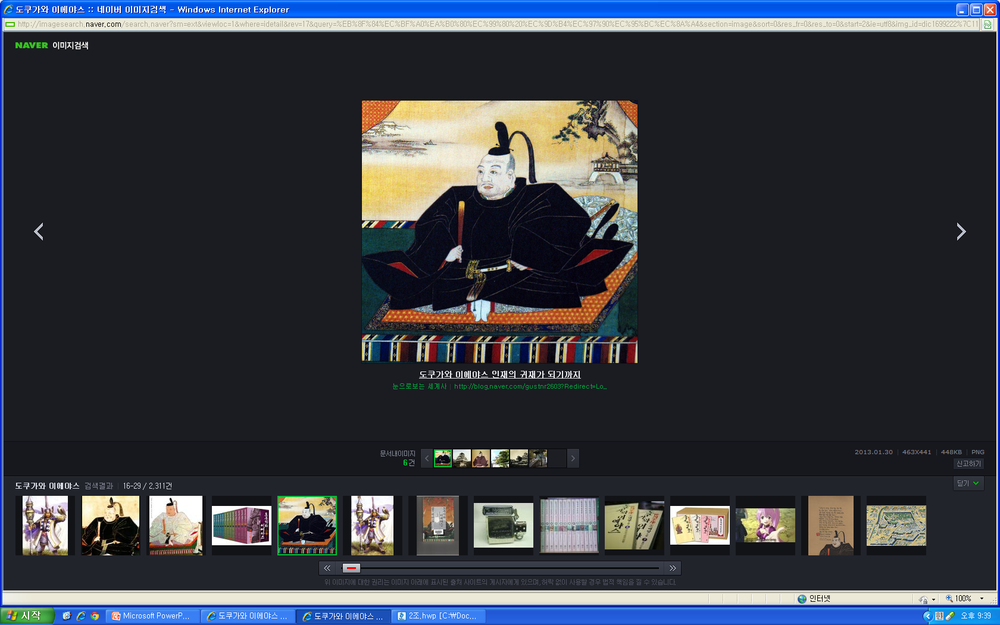 도쿠가와 이에야스 :: 네이버 이미지검색 - Windows Internet Explorer
http://imagesearch.naver.com/search.naver?sm=ext&viewloc=1&where=idetail&rev=17&query=%EB%8F%84%EC%BF%A0%EA%B0%80%EC%99%80%20%EC%9D%B4%EC%97%90%EC%95%BC%EC%8A%A4&section=image&sort=0&res_fr=0&res_to=0&start=2&ie=utf8&img_id=dic1699222%7C11
NAVER 이미지검색
도쿠가와 이에야스 인재의 귀재가 되기까지
눈으로보는 세계사 | http://blog.naver.com/gustnr2603?Redirect=Lo...
문서내이미지
6건
2013.01.30 | 463X441 | 448KB | PNG
신고하기
도쿠가와 이에야스 검색결과 | 16-29 / 2,311건
닫기
위 이미지에 대한 권리는 이미지 아래에 표시된 출처 사이트의 게시자에게 있으며, 허락 없이 사용할 경우 법적 책임을 질 수 있습니다.
인터넷
100%
시작
Microsoft PowerP...
도쿠가와 이에야스 ...
도쿠가와 이에야스 ...
2조.hwp [C:\Doc...
한
오후 9:39